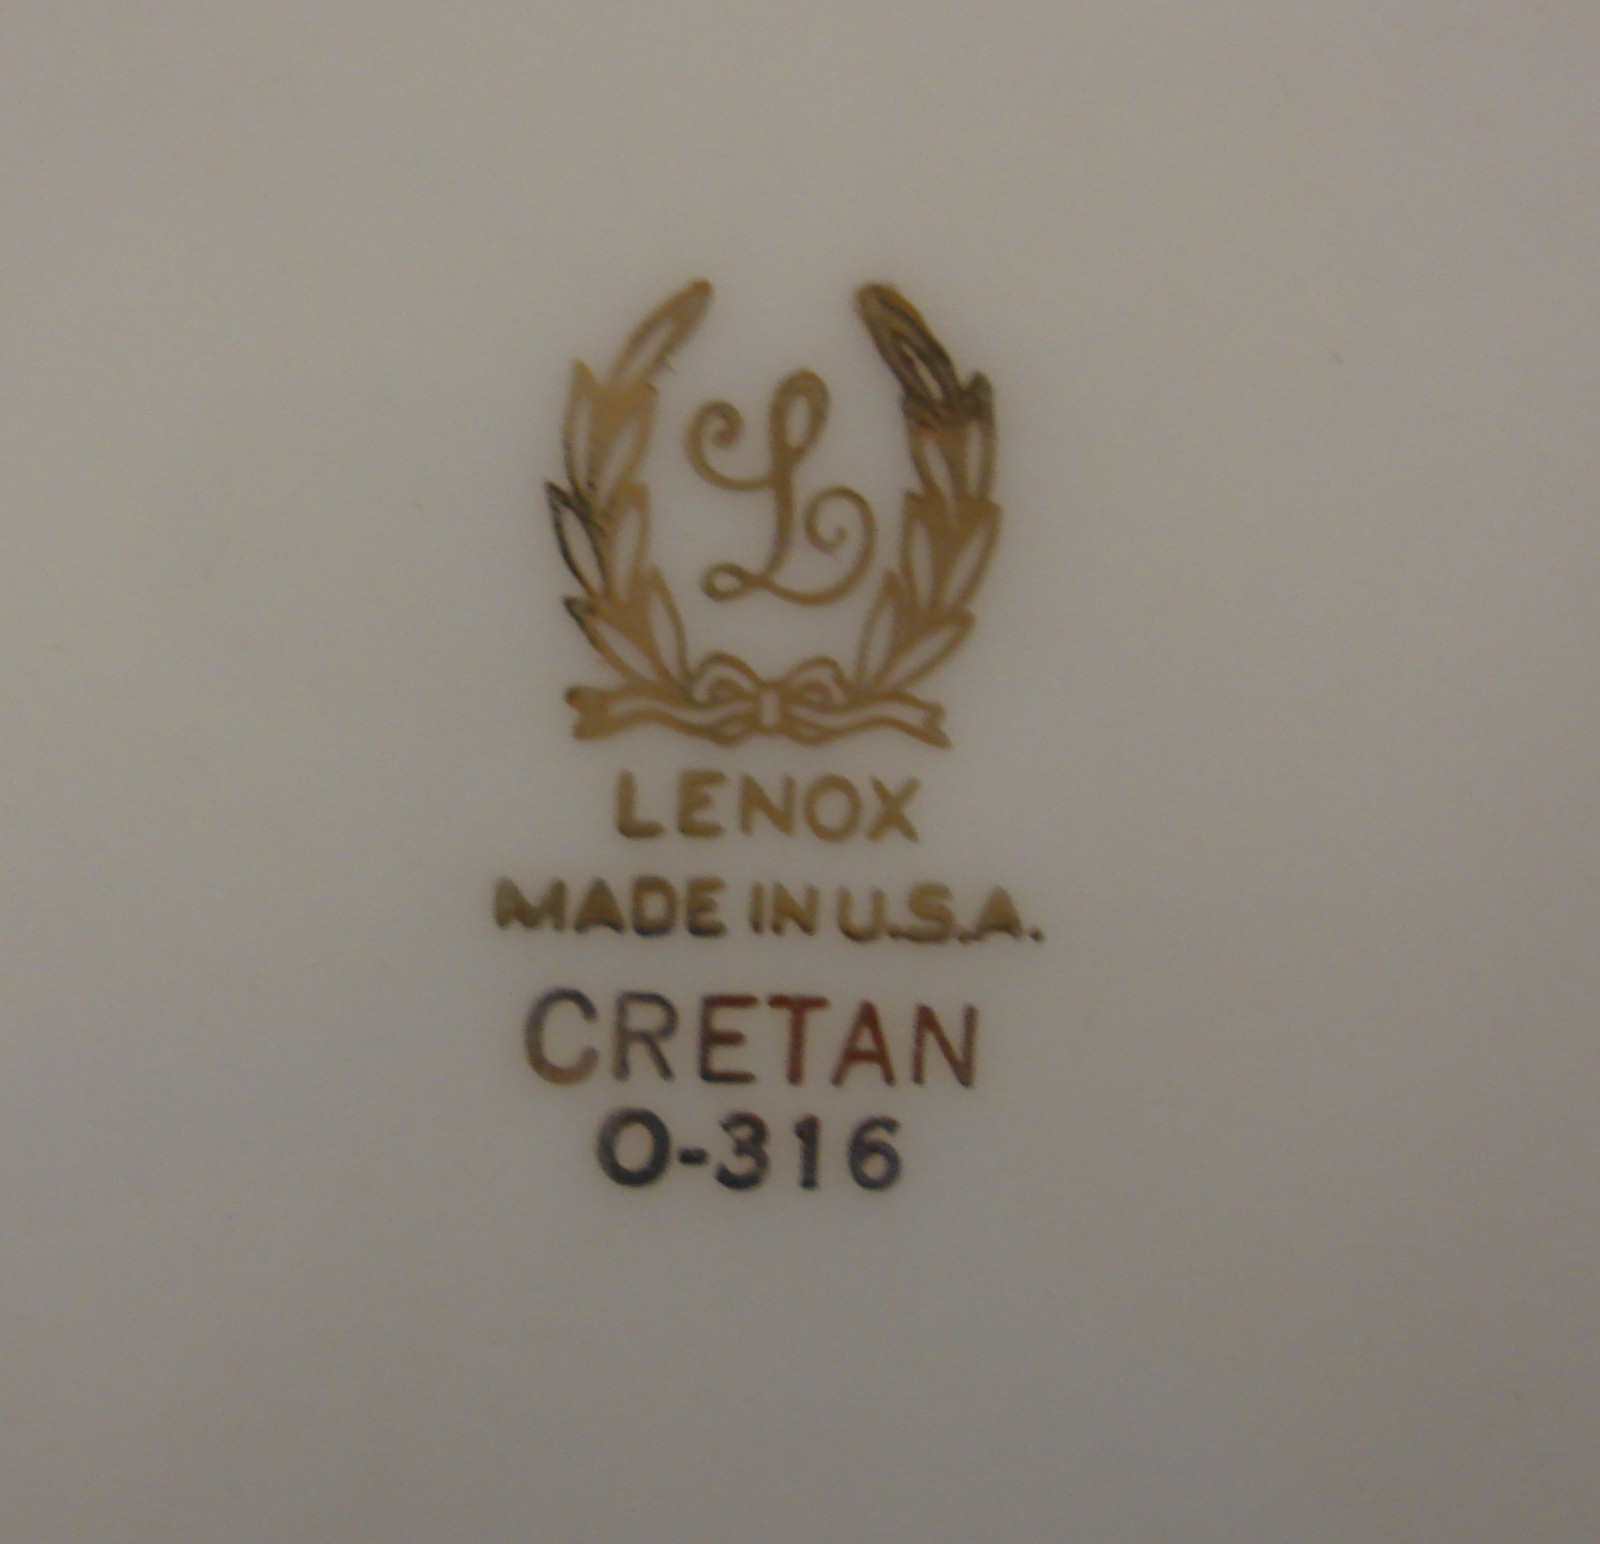 L
LENOX
MADE IN U.S.A.
CRETAN
O-316